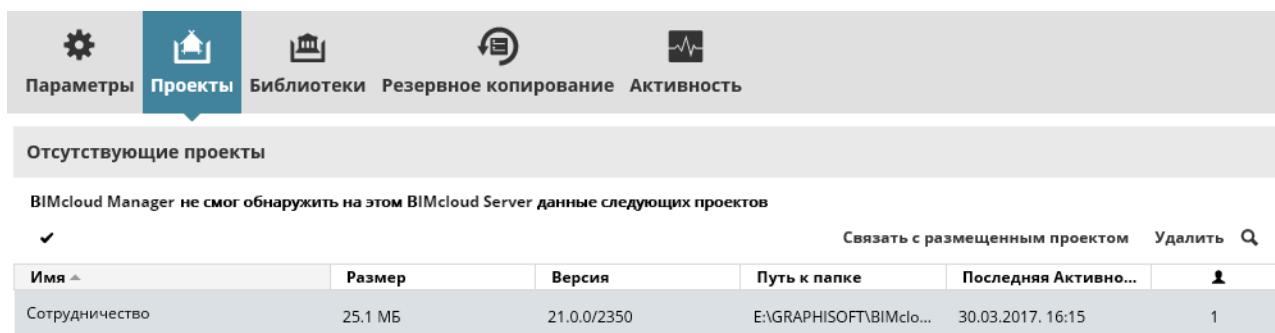 Параметры Проекты Библиотеки Резервное копирование Активность
Отсутствующие проекты
BIMcloud Manager не смог обнаружить на этом BIMcloud Server данные следующих проектов
Связать с размещенным проектом Удалить
Имя Размер Версия Путь к папке Последняя Активно...
Сотрудничество 25.1 МБ 21.0.0/2350 E:\GRAPHISOFT\BIMclo... 30.03.2017. 16:15 1